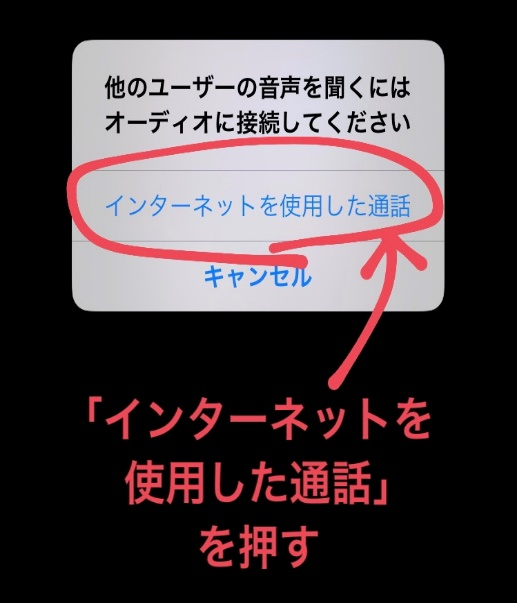 他のユーザーの音声を聞くには
オーディオに接続してください
インターネットを使用した通話
キャンセル
「インターネットを
使用した通話」
を押す